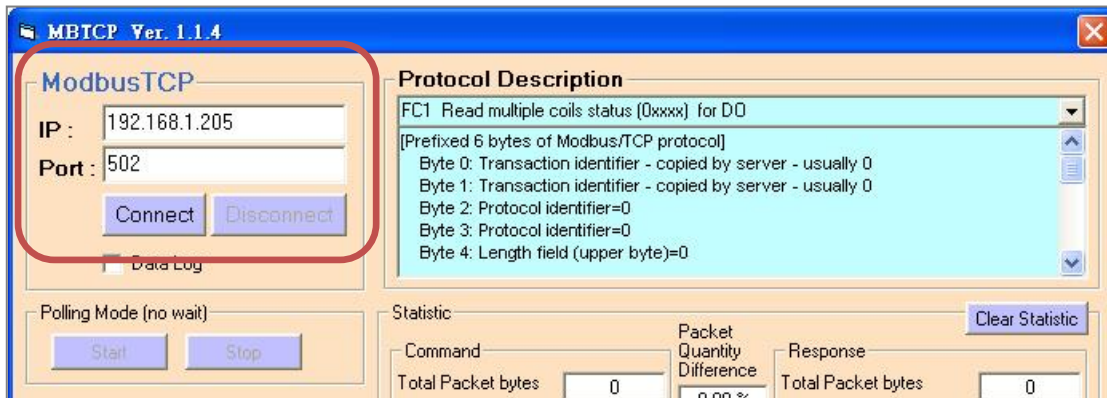 MBTCP Ver. 1.1.4
ModbusTCP
IP :
192.168.1.205
Port :
502
Connect
Disconnect
Data Log
Protocol Description
FC1 Read multiple coils status (0xxxx) for DO
[Prefixed 6 bytes of Modbus/TCP protocol]
Byte 0: Transaction identifier - copied by server - usually 0
Byte 1: Transaction identifier - copied by server - usually 0
Byte 2: Protocol identifier=0
Byte 3: Protocol identifier=0
Byte 4: Length field (upper byte)=0
Polling Mode (no wait)
Start
Stop
Statistic
Clear Statistic
Command
Total Packet bytes
0
Packet
Quantity
Difference
0.00 %
Response
Total Packet bytes
0